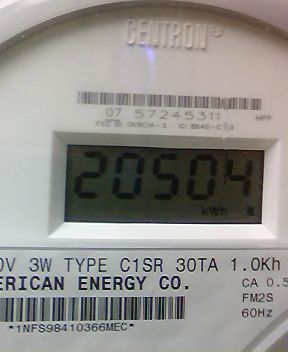 CENTRON®
07 57245311
HPP
20504
kWh
0V 3W TYPE C1SR 30TA 1.0Kh
ERICAN ENERGY CO.
CA 0.5
FM2S
60Hz
*1NFS98410366MEC*